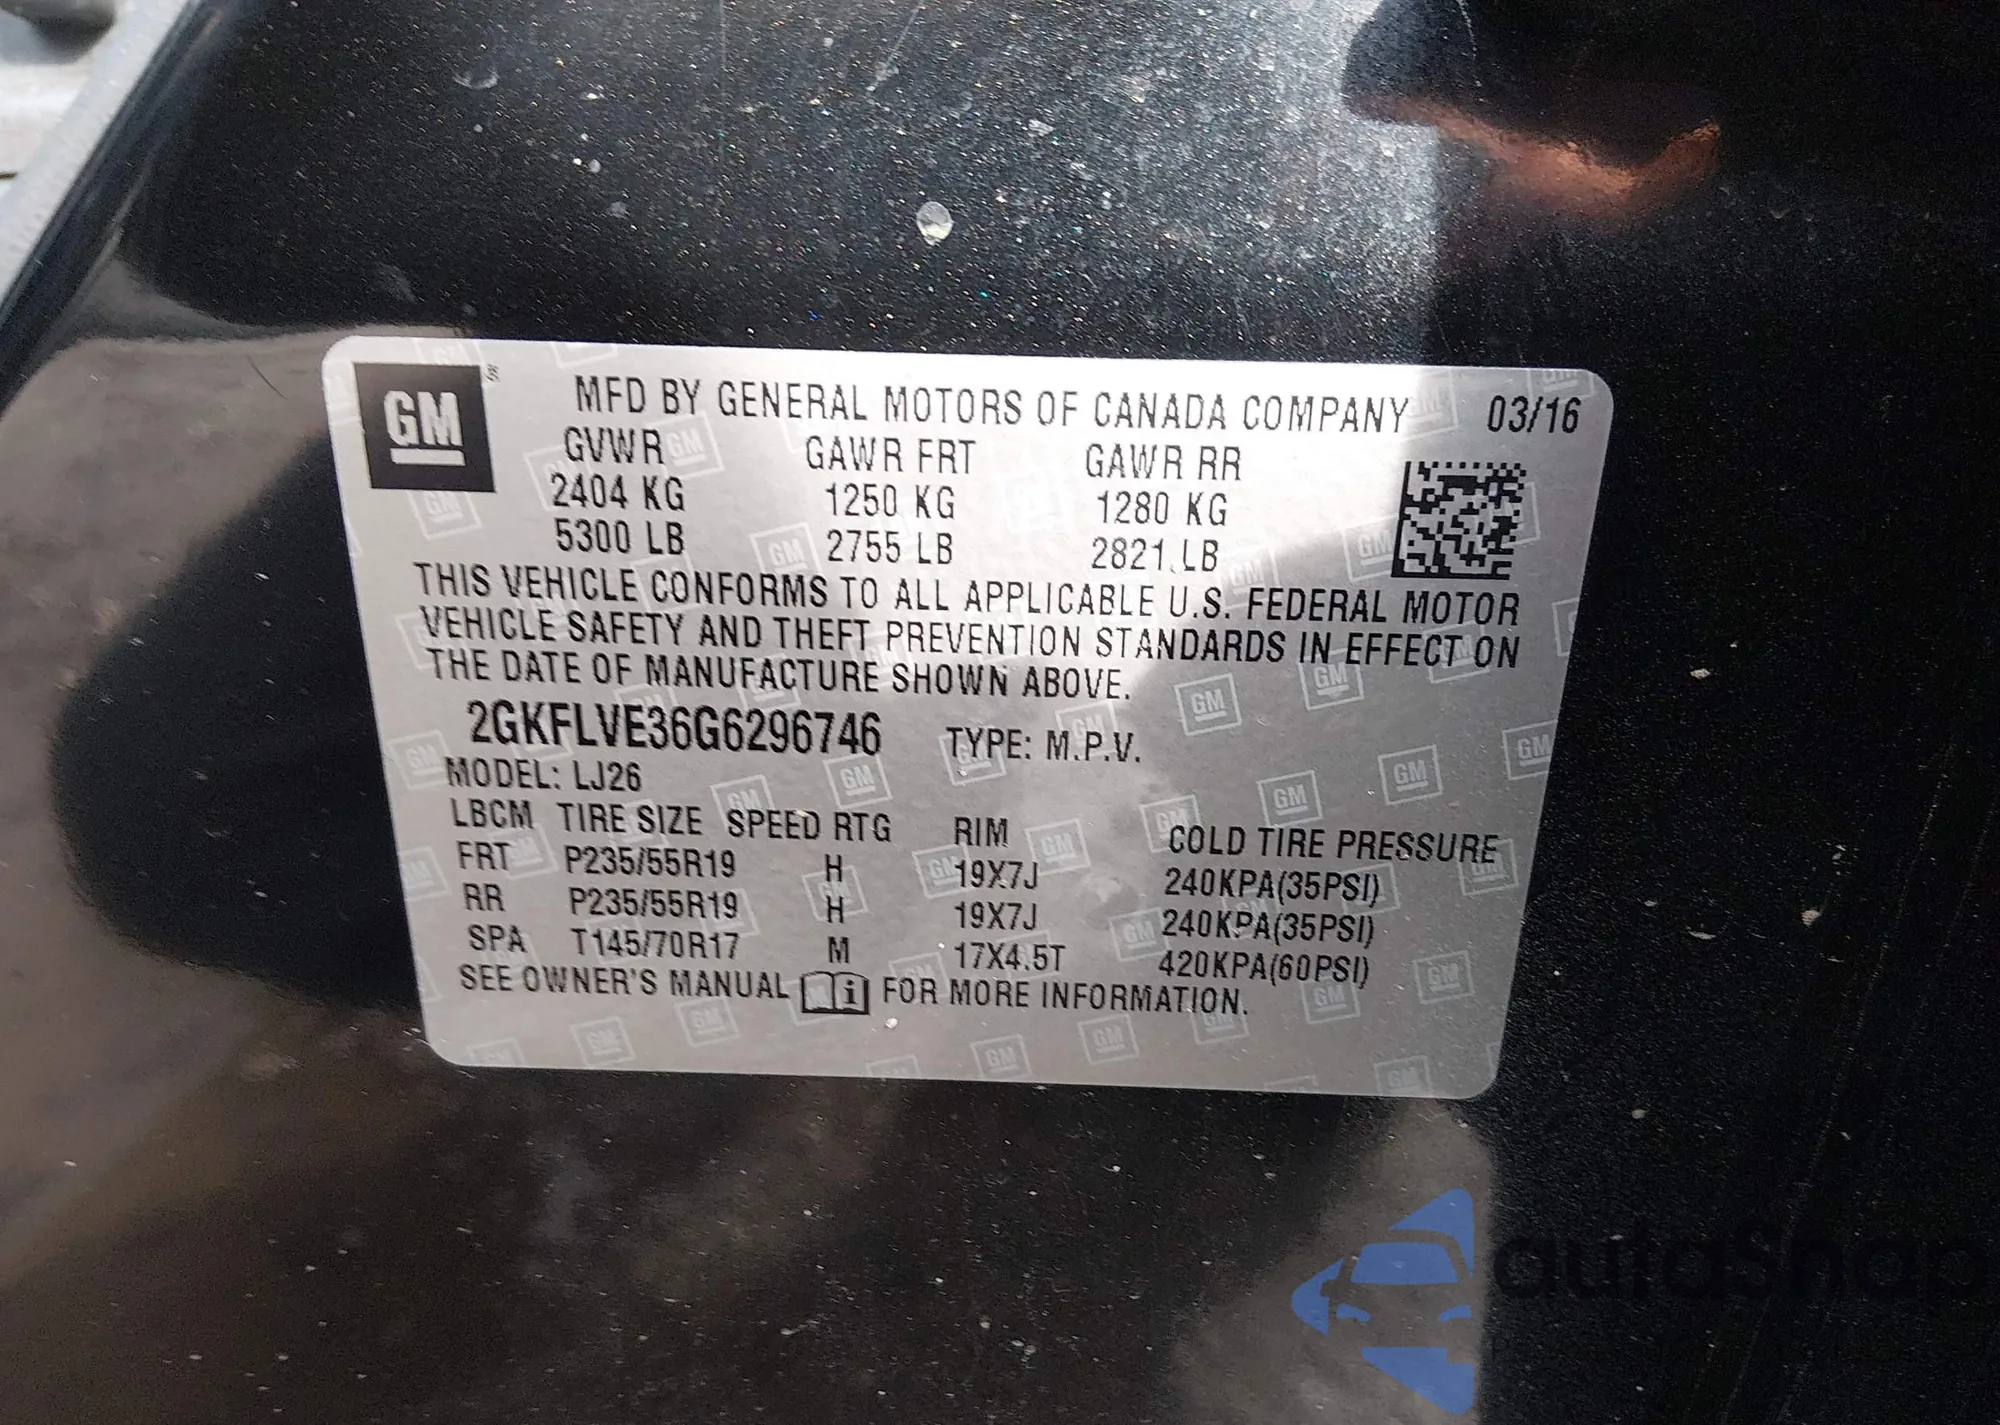 GM
MFD BY GENERAL MOTORS OF CANADA COMPANY 03/16
GVWR GAWR FRT GAWR RR
2404 KG 1250 KG 1280 KG
5300 LB 2755 LB 2821 LB
THIS VEHICLE CONFORMS TO ALL APPLICABLE U.S. FEDERAL MOTOR
VEHICLE SAFETY AND THEFT PREVENTION STANDARDS IN EFFECT ON
THE DATE OF MANUFACTURE SHOWN ABOVE.
2GKFLVE36G6296746 TYPE: M.P.V.
MODEL: LJ26
LBCM TIRE SIZE SPEED RTG RIM COLD TIRE PRESSURE
FRT P235/55R19 H 19X7J 240KPA(35PSI)
RR P235/55R19 H 19X7J 240KPA(35PSI)
SPA T145/70R17 M 17X4.5T 420KPA(60PSI)
SEE OWNER'S MANUAL i FOR MORE INFORMATION.
autoSnap